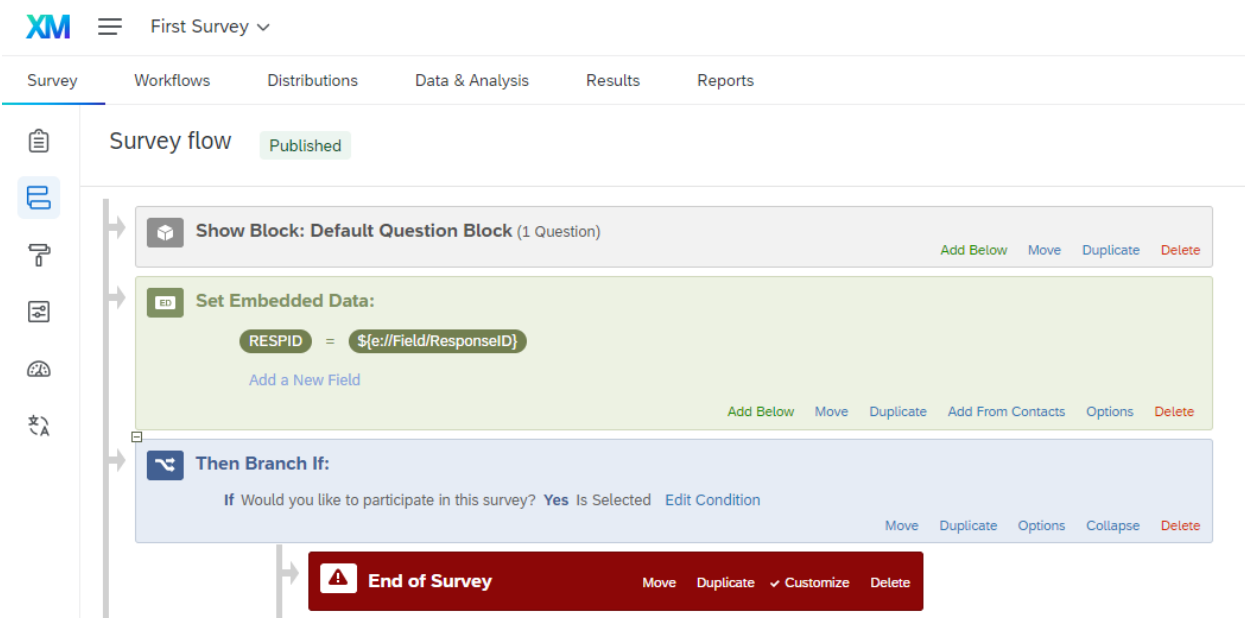 XM First Survey
Survey Workflows Distributions Data & Analysis Results Reports
Survey flow Published
Show Block: Default Question Block (1 Question)
Add Below Move Duplicate Delete
ED Set Embedded Data:
RESPID = ${e://Field/ResponseID}
Add a New Field
Add Below Move Duplicate Add From Contacts Options Delete
Then Branch If:
If Would you like to participate in this survey? Yes Is Selected Edit Condition
Move Duplicate Options Collapse Delete
End of Survey Move Duplicate Customize Delete